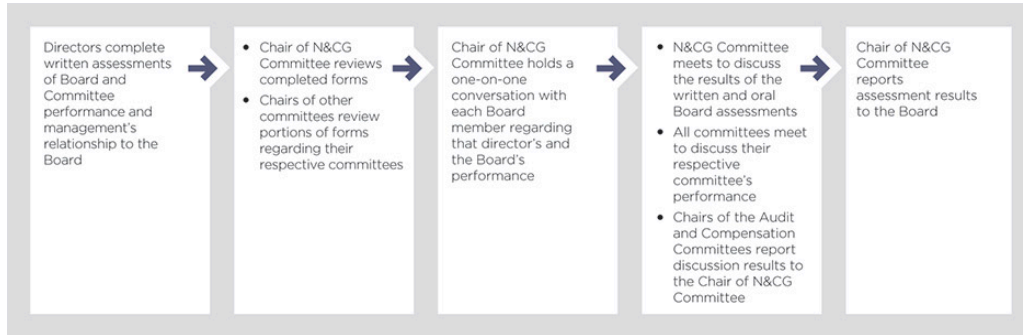 Directors complete
written assessments
of Board and
Committee
performance and
management's
relationship to the
Board
• Chair of N&CG
Committee reviews
completed forms
• Chairs of other
committees review
portions of forms
regarding their
respective committees
Chair of N&CG
Committee holds a
one-on-one
conversation with
each Board
member regarding
that director's and
the Board's
performance
• N&CG Committee
meets to discuss
the results of the
written and oral
Board assessments
• All committees meet
to discuss their
respective
committee's
performance
• Chairs of the Audit
and Compensation
Committees report
discussion results to
the Chair of N&CG
Committee
Chair of N&CG
Committee
reports
assessment results
to the Board